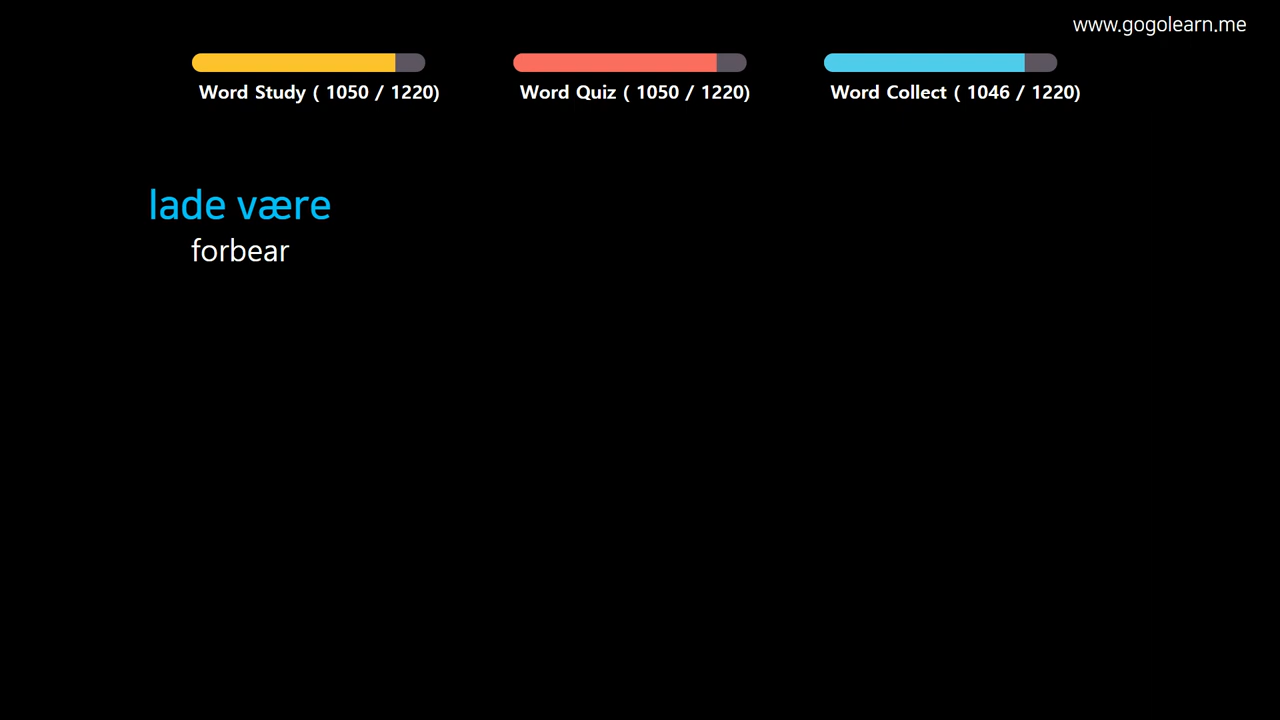 www.gogolearn.me
Word Study ( 1050 / 1220)
Word Quiz ( 1050 / 1220)
Word Collect ( 1046 / 1220)
lade være
forbear